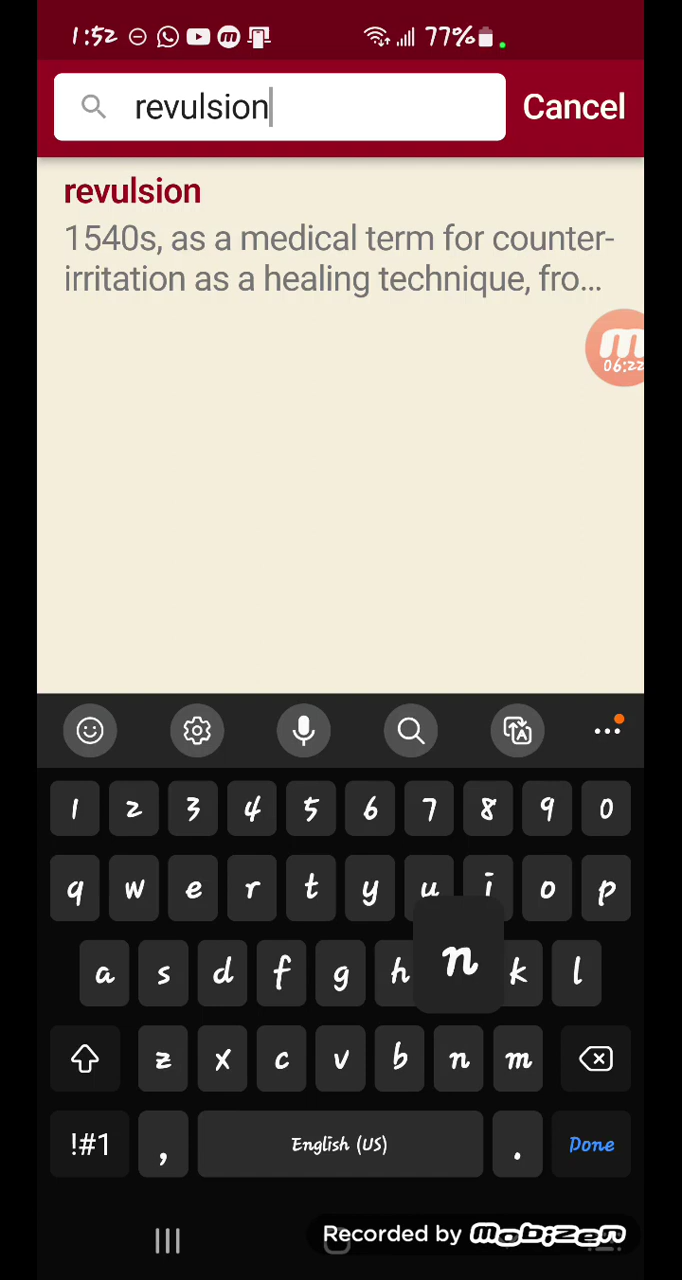 1:52 77%
revulsion Cancel
revulsion
1540s, as a medical term for counter-
irritation as a healing technique, fro...
m
06:22
1 2 3 4 5 6 7 8 9 0
q w e r t y u i o p
a s d f g h n k l
z x c v b n m
!#1 , English (US) . Done
Recorded by mobizen